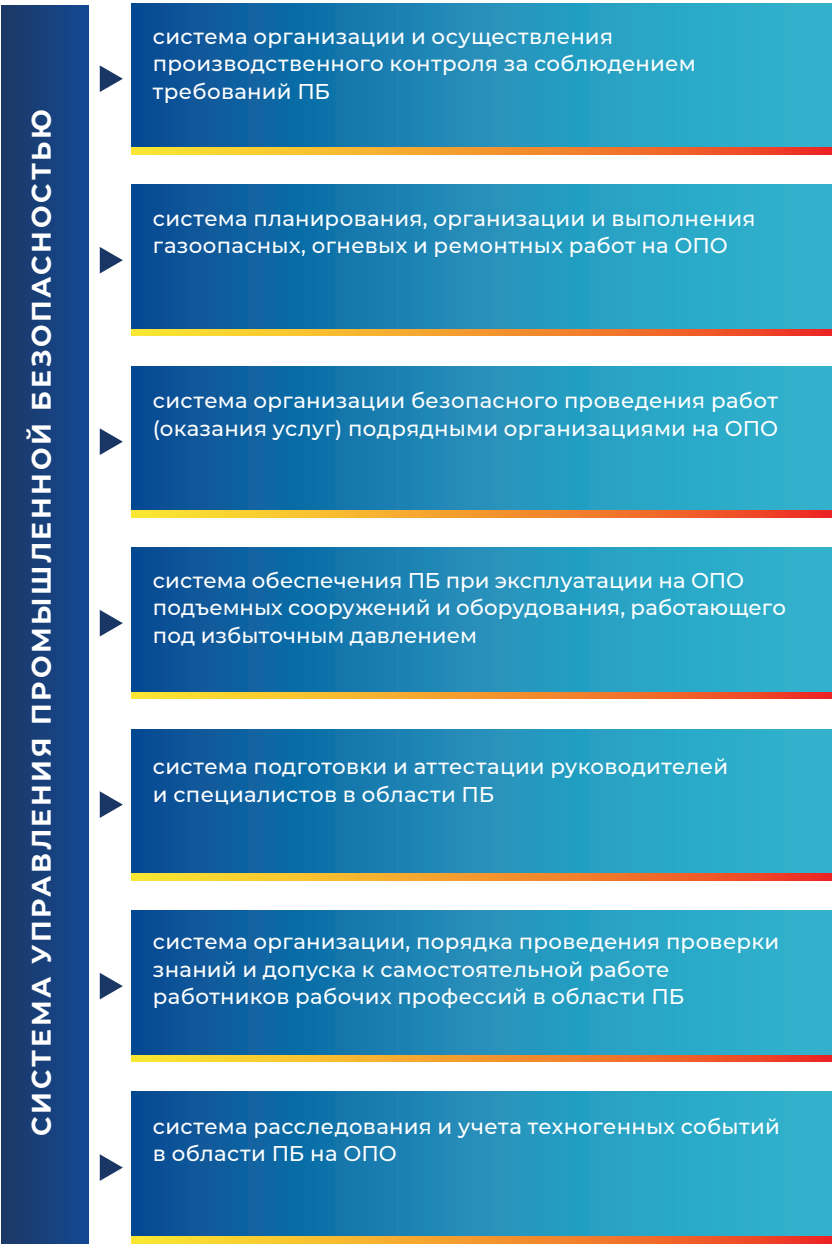 СИСТЕМА УПРАВЛЕНИЯ ПРОМЫШЛЕННОЙ БЕЗОПАСНОСТЬЮ
система организации и осуществления
производственного контроля за соблюдением
требований ПБ
система планирования, организации и выполнения
газоопасных, огневых и ремонтных работ на ОПО
система организации безопасного проведения работ
(оказания услуг) подрядными организациями на ОПО
система обеспечения ПБ при эксплуатации на ОПО
подъемных сооружений и оборудования, работающего
под избыточным давлением
система подготовки и аттестации руководителей
и специалистов в области ПБ
система организации, порядка проведения проверки
знаний и допуска к самостоятельной работе
работников рабочих профессий в области ПБ
система расследования и учета техногенных событий
в области ПБ на ОПО